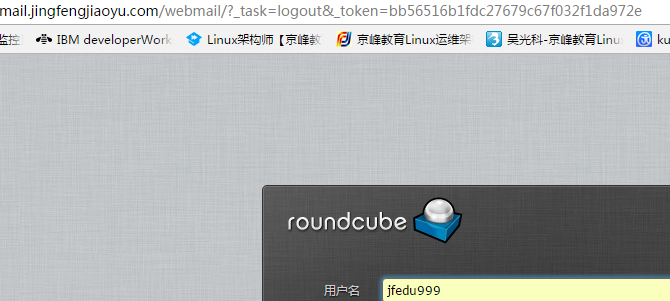 mail.jingfengjiaoyu.com/webmail/?_task=logout&_token=bb56516b1fdc27679c67f032f1da972e
监控 IBM developerWork Linux架构师【京峰教 京峰教育Linux运维架 吴光科-京峰教育Linu ku
roundcube
用户名 jfedu999